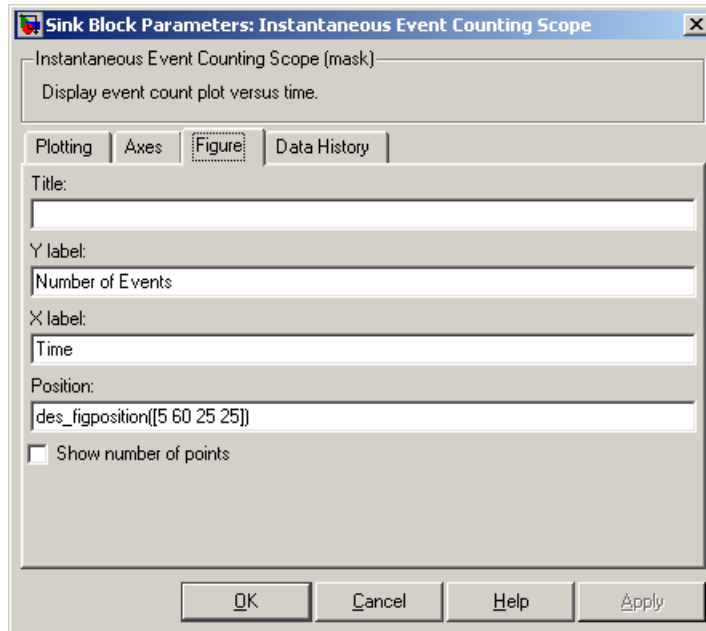 Sink Block Parameters: Instantaneous Event Counting Scope
Instantaneous Event Counting Scope (mask)
Display event count plot versus time.
Plotting Axes Figure Data History
Title:
Y label:
Number of Events
X label:
Time
Position:
des_figposition([5 60 25 25])
Show number of points
OK Cancel Help Apply